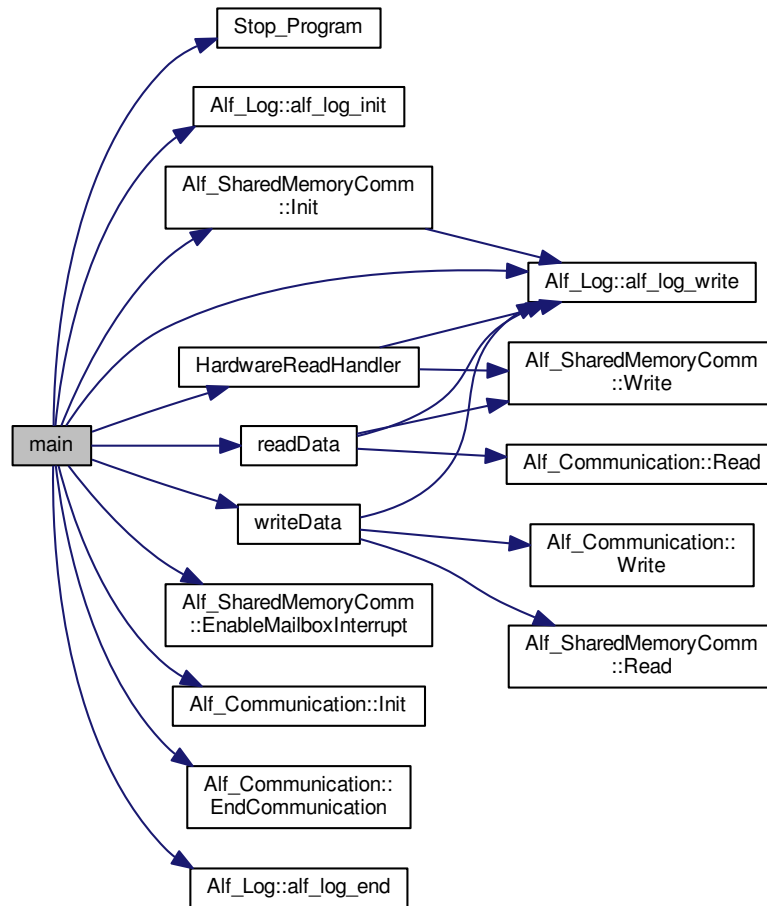 Stop_Program
Alf_Log::alf_log_init
Alf_SharedMemoryComm
::Init
Alf_Log::alf_log_write
HardwareReadHandler
Alf_SharedMemoryComm
::Write
main
readData
Alf_Communication::Read
writeData
Alf_Communication::
Write
Alf_SharedMemoryComm
::EnableMailboxInterrupt
Alf_SharedMemoryComm
::Read
Alf_Communication::Init
Alf_Communication::
EndCommunication
Alf_Log::alf_log_end